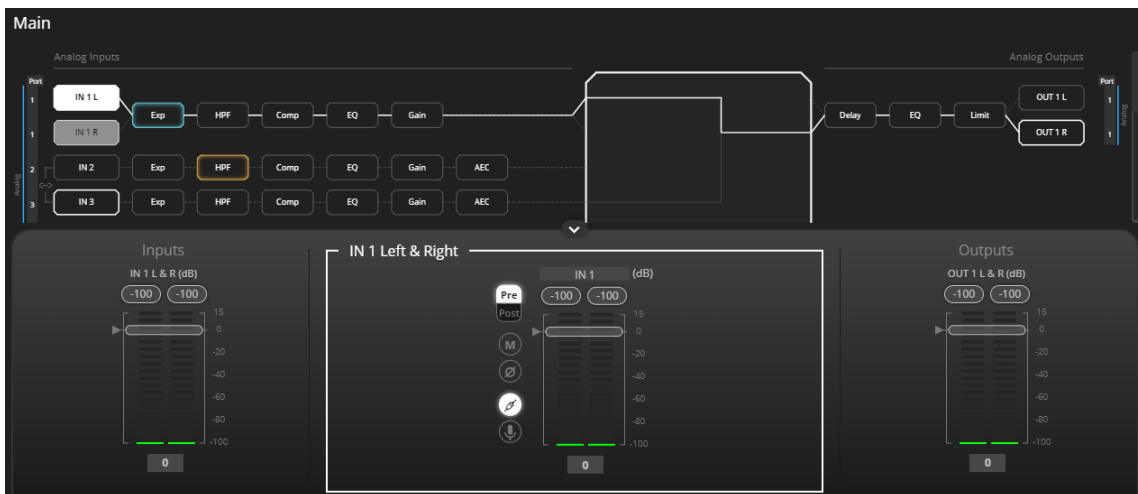 Main
Analog Inputs
Analog Outputs
Port
Port
1 IN 1 L
Exp HPF Comp EQ Gain
Delay EQ Limit
OUT 1 L 1
1 IN 1 R
OUT 1 R 1
Analog
2 IN 2 Exp HPF Comp EQ Gain AEC
Analog
3 IN 3 Exp HPF Comp EQ Gain AEC
Inputs
IN 1 L & R (dB)
-100 -100
15
0
-20
-40
-60
-80
-100
0
IN 1 Left & Right
IN 1 (dB)
Pre
Post
-100 -100
M
Ø
15
0
-20
-40
-60
-80
-100
0
Outputs
OUT 1 L & R (dB)
-100 -100
15
0
-20
-40
-60
-80
-100
0